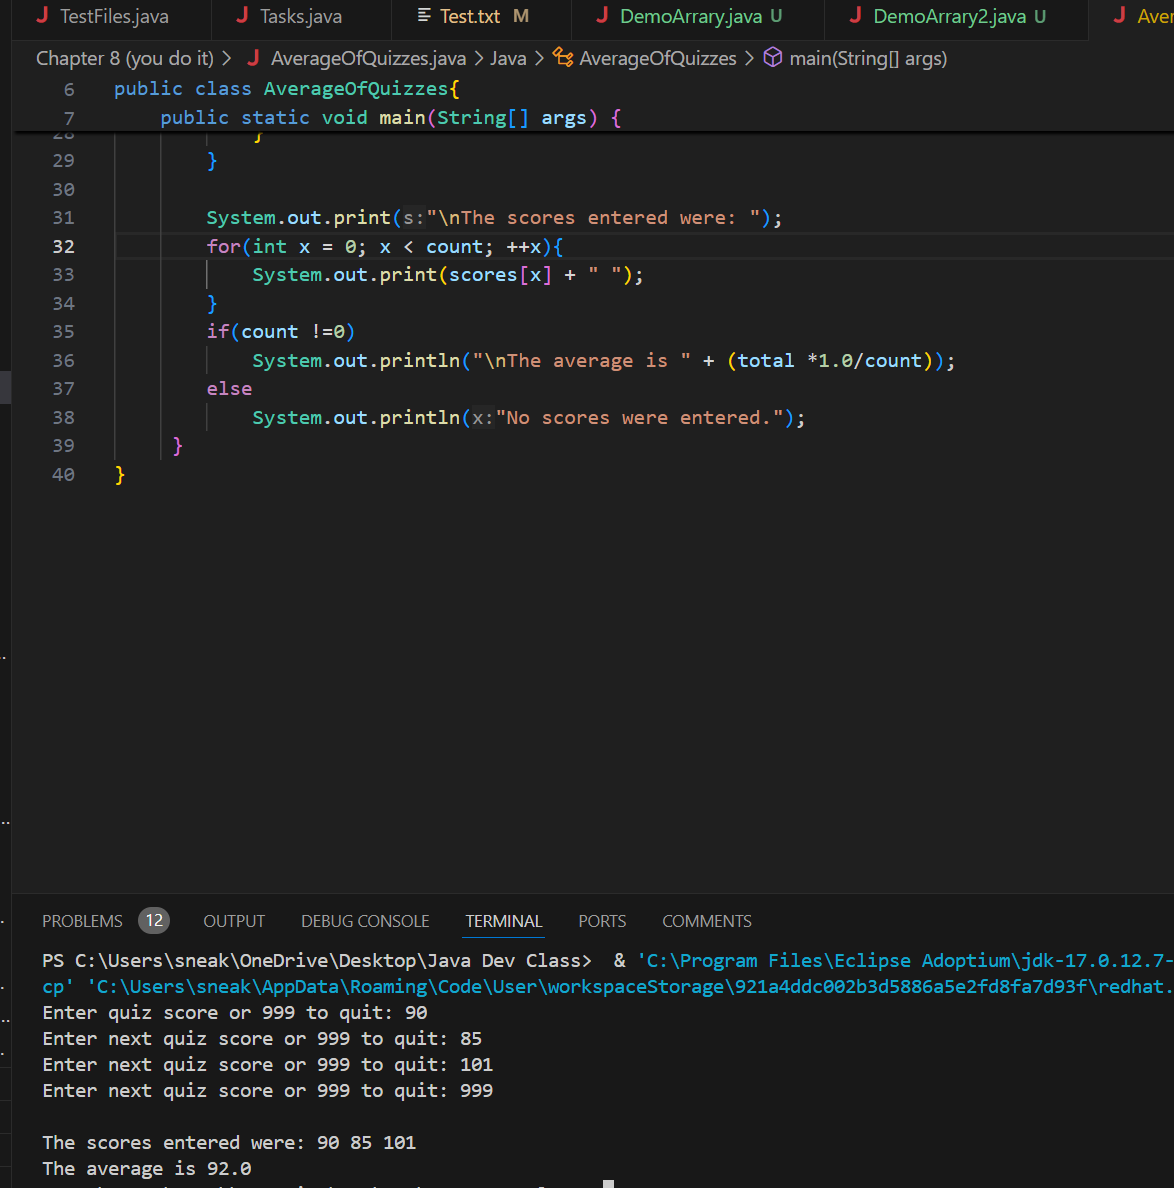 TestFiles.java Tasks.java Test.txt M DemoArrary.java U DemoArrary2.java U
Chapter 8 (you do it) > AverageOfQuizzes.java > Java > AverageOfQuizzes > main(String[] args)
6 public class AverageOfQuizzes{
7 public static void main(String[] args) {
28 }
29 }
30
31 System.out.print(s:"\nThe scores entered were: ");
32 for(int x = 0; x < count; ++x){
33 System.out.print(scores[x] + " ");
34 }
35 if(count !=0)
36 System.out.println("\nThe average is " + (total *1.0/count));
37 else
38 System.out.println(x:"No scores were entered.");
39 }
40 }
PROBLEMS 12 OUTPUT DEBUG CONSOLE TERMINAL PORTS COMMENTS
PS C:\Users\sneak\OneDrive\Desktop\Java Dev Class> & 'C:\Program Files\Eclipse Adoptium\jdk-17.0.12.7-
cp' 'C:\Users\sneak\AppData\Roaming\Code\User\workspaceStorage\921a4ddc002b3d5886a5e2fd8fa7d93f\redhat.
Enter quiz score or 999 to quit: 90
Enter next quiz score or 999 to quit: 85
Enter next quiz score or 999 to quit: 101
Enter next quiz score or 999 to quit: 999
The scores entered were: 90 85 101
The average is 92.0